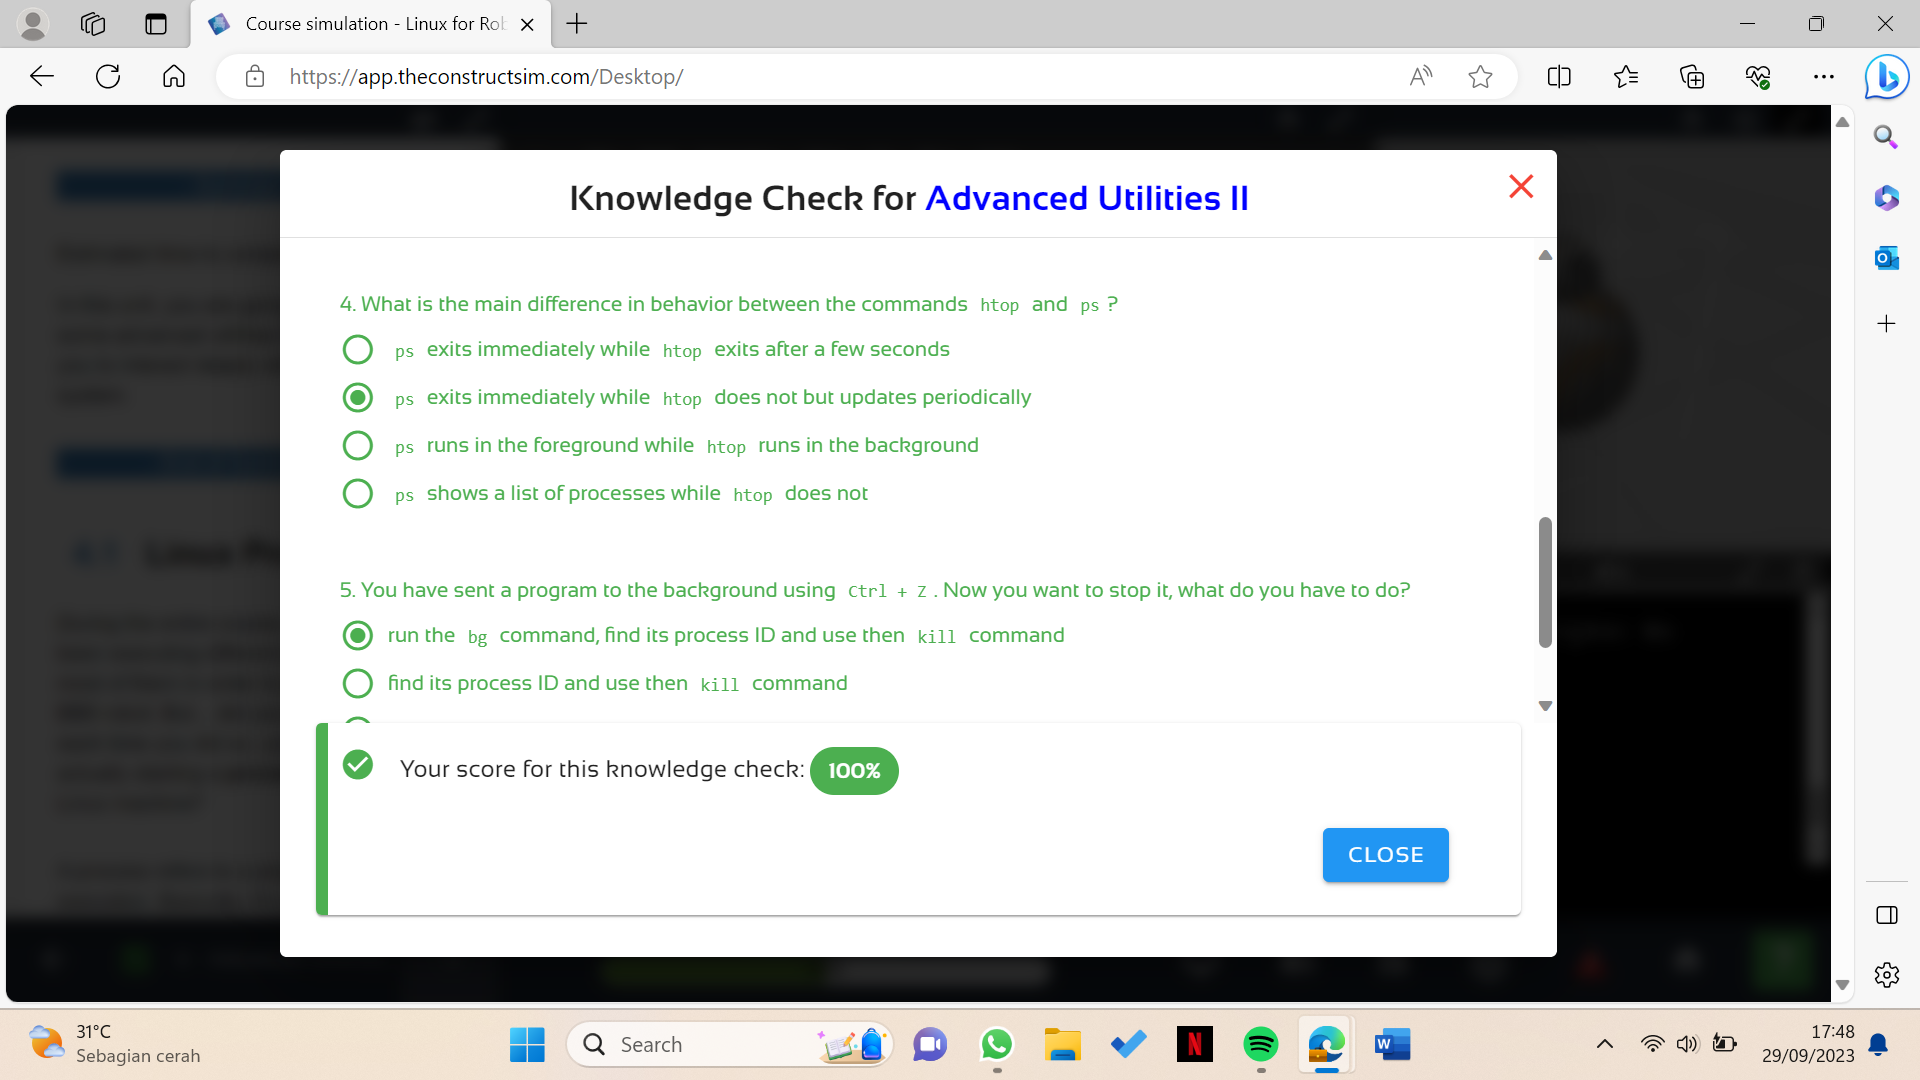 Course simulation - Linux for Rob
https://app.theconstructsim.com/Desktop/
Knowledge Check for Advanced Utilities II
4. What is the main difference in behavior between the commands htop and ps ?
ps exits immediately while htop exits after a few seconds
ps exits immediately while htop does not but updates periodically
ps runs in the foreground while htop runs in the background
ps shows a list of processes while htop does not
5. You have sent a program to the background using Ctrl + Z . Now you want to stop it, what do you have to do?
run the bg command, find its process ID and use then kill command
find its process ID and use then kill command
Your score for this knowledge check: 100%
CLOSE
31°C
Sebagian cerah
Search
17:48
29/09/2023